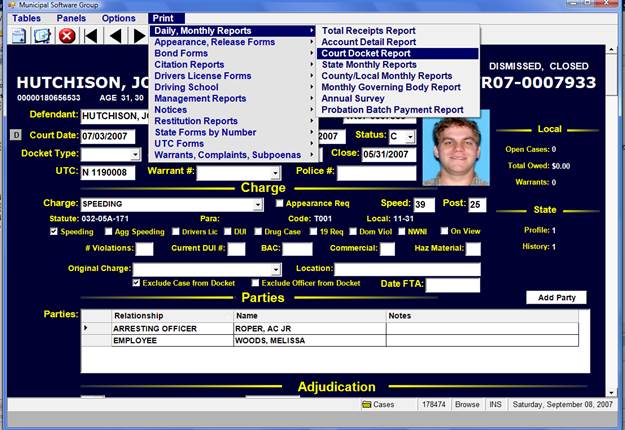 Municipal Software Group
Tables Panels Options Print
Daily, Monthly Reports
Appearance, Release Forms
Bond Forms
Citation Reports
Drivers License Forms
Driving School
Management Reports
Notices
Restitution Reports
State Forms by Number
UTC Forms
Warrants, Complaints, Subpoenas
Total Receipts Report
Account Detail Report
Court Docket Report
State Monthly Reports
County/Local Monthly Reports
Monthly Governing Body Report
Annual Survey
Probation Batch Payment Report
DISMISSED, CLOSED
HUTCHISON, JO R07-0007933
00000180656533 AGE 31, 30
Defendant: HUTCHISON, J
D Court Date: 07/03/2007 2007 Status: C
Docket Type: Close: 05/31/2007
UTC: N 1190008 Warrant #: Police #:
Local
Open Cases: 0
Total Owed: $0.00
Warrants: 0
State
Profile: 1
History: 1
Charge
Charge: SPEEDING Appearance Req Speed: 39 Post: 25
Statute: 032-05A-171 Para: Code: T001 Local: 11-31
Speeding Agg Speeding Drivers Lic DUI Drug Case 19 Req Dom Viol NWNI On View
# Violations: Current DUI #: BAC: Commercial: Haz Material:
Original Charge: Location:
Exclude Case from Docket Exclude Officer from Docket Date FTA:
Parties
Add Party
Parties: Relationship Name Notes
ARRESTING OFFICER ROPER, AC JR
EMPLOYEE WOODS, MELISSA
Adjudication
Cases 178474 Browse INS Saturday, September 08, 2007